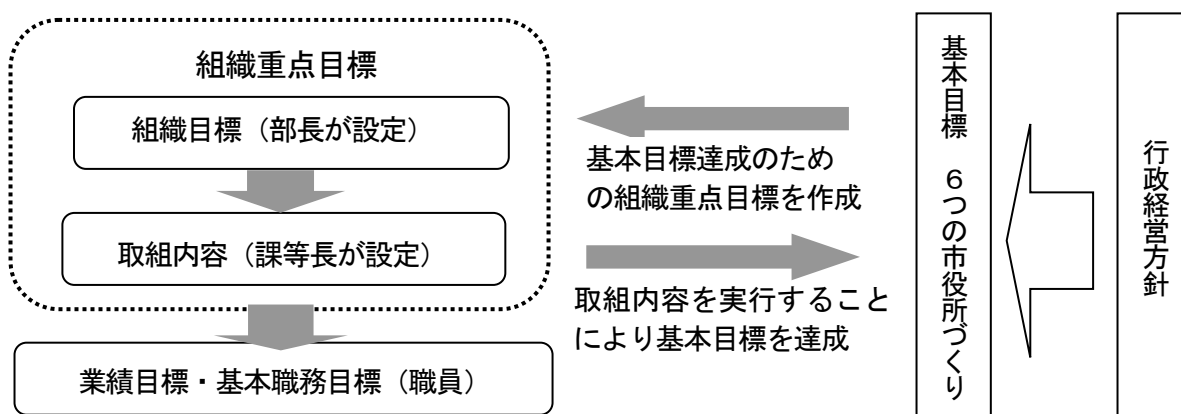 組織重点目標
組織目標（部長が設定）
取組内容（課等長が設定）
業績目標・基本職務目標（職員）
基本目標達成のため
の組織重点目標を作成
取組内容を実行すること
により基本目標を達成
基本目標　６つの市役所づくり
行政経営方針